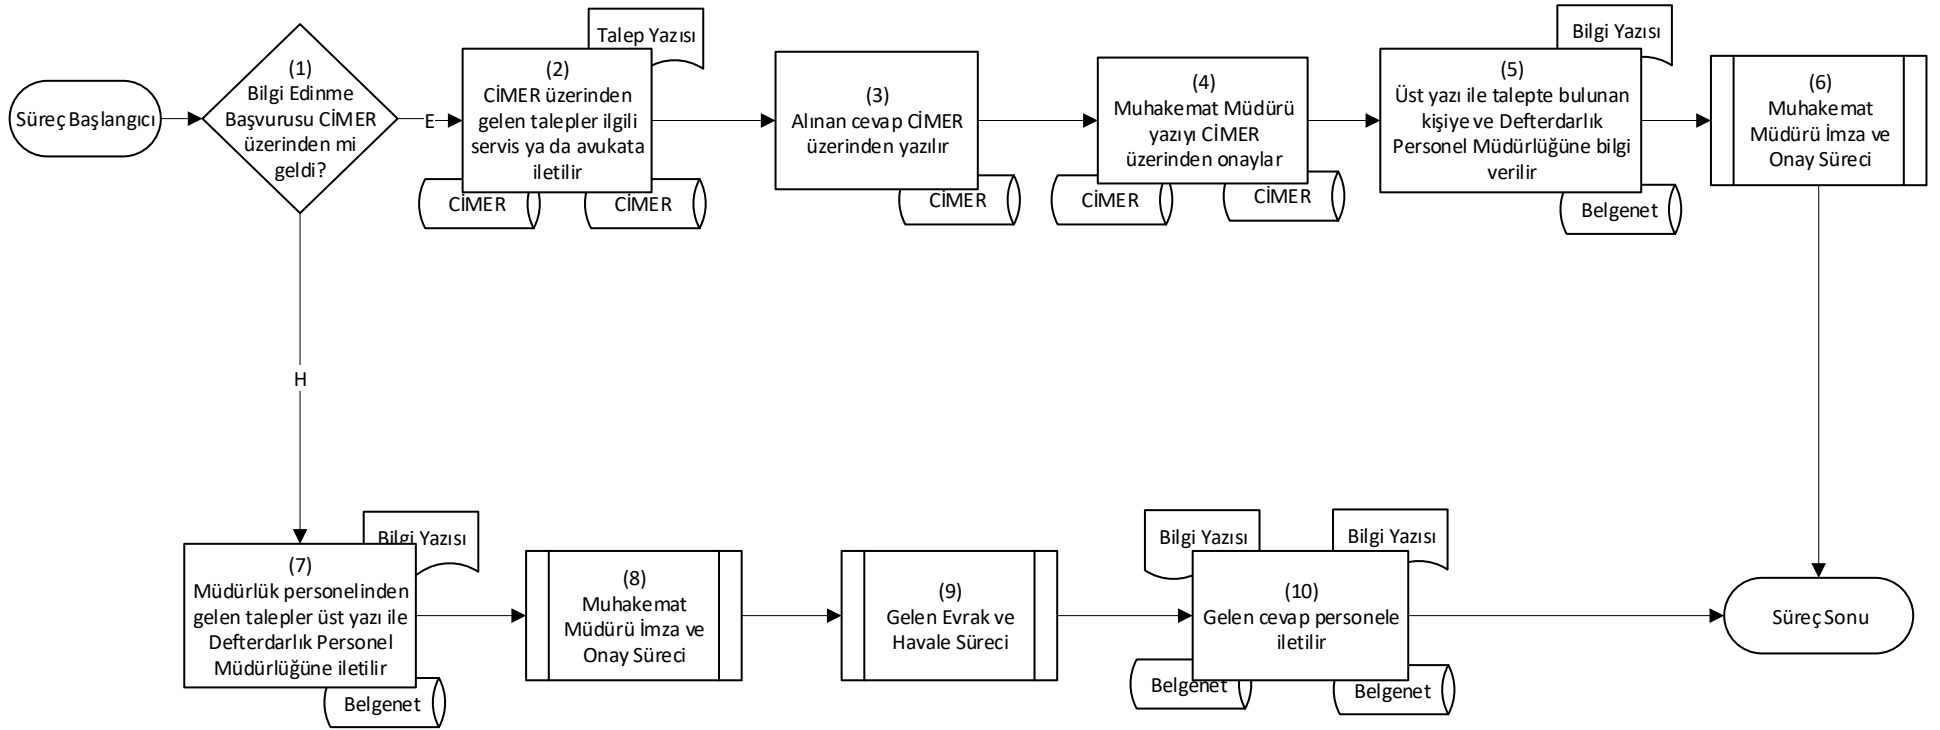 Süreç Başlangıcı
(1)
Bilgi Edinme
Başvurusu CİMER
üzerinden mi
geldi?
E
Talep Yazısı
(2)
CİMER üzerinden
gelen talepler ilgili
servis ya da avukata
iletilir
CİMER
CİMER
(3)
Alınan cevap CİMER
üzerinden yazılır
CİMER
(4)
Muhakemat Müdürü
yazıyı CİMER
üzerinden onaylar
CİMER
CİMER
Bilgi Yazısı
(5)
Üst yazı ile talepte bulunan
kişiye ve Defterdarlık
Personel Müdürlüğüne bilgi
verilir
Belgenet
(6)
Muhakemat
Müdürü İmza ve
Onay Süreci
H
Bilgi Yazısı
(7)
Müdürlük personelinden
gelen talepler üst yazı ile
Defterdarlık Personel
Müdürlüğüne iletilir
Belgenet
(8)
Muhakemat
Müdürü İmza ve
Onay Süreci
(9)
Gelen Evrak ve
Havale Süreci
Bilgi Yazısı
Bilgi Yazısı
(10)
Gelen cevap personele
iletilir
Belgenet
Belgenet
Süreç Sonu